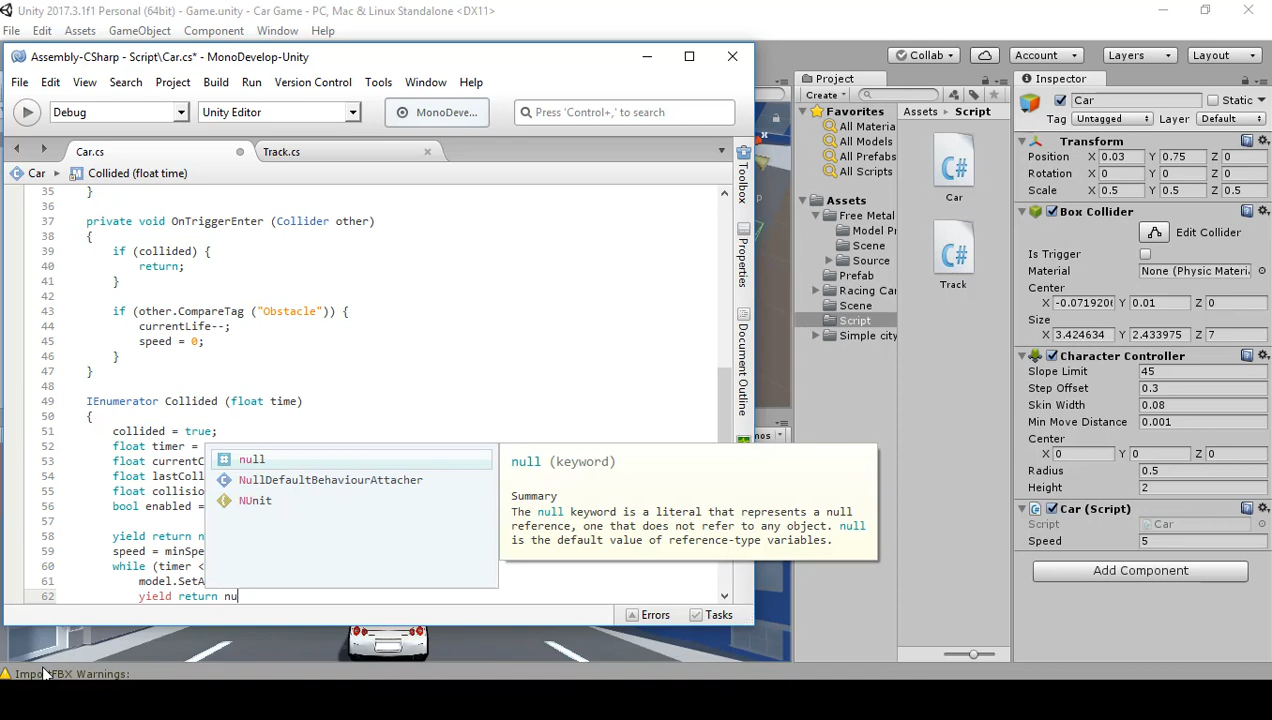 Unity 2017.3.1f1 Personal (64bit) - Game.unity - Car Game - PC, Mac & Linux Standalone <DX11>
File Edit Assets GameObject Component Window Help
Assembly-CSharp - Script\Car.cs* - MonoDevelop-Unity
File Edit View Search Project Build Run Version Control Tools Window Help
Debug Unity Editor MonoDeve... Press 'Control+,' to search
Car.cs Track.cs
Car Collided (float time)
35 }
36
37 private void OnTriggerEnter (Collider other)
38 {
39 if (collided) {
40 return;
41 }
42
43 if (other.CompareTag ("Obstacle")) {
44 currentLife--;
45 speed = 0;
46 }
47 }
48
49 IEnumerator Collided (float time)
50 {
51 collided = true;
52 float timer =
53 float currentC
54 float lastColl
55 float collision
56 bool enabled =
57
58 yield return n
59 speed = minSpe
60 while (timer <
61 model.SetA
62 yield return nu
null
NullDefaultBehaviourAttacher
NUnit
null (keyword)
Summary
The null keyword is a literal that represents a null
reference, one that does not refer to any object. null
is the default value of reference-type variables.
Errors Tasks
Toolbox
Properties
Document Outline
Collab Account Layers Layout
Project
Create
Favorites
All Materia
All Models
All Prefabs
All Scripts
Assets
Free Metal
Model Pr
Scene
Source
Prefab
Racing Car
Scene
Script
Simple city
Assets Script
Car
Track
Inspector
Car Static
Tag Untagged Layer Default
Transform
Position X 0.03 Y 0.75 Z 0
Rotation X 0 Y 0 Z 0
Scale X 0.5 Y 0.5 Z 0.5
Box Collider
Edit Collider
Is Trigger
Material None (Physic Materi
Center
X -0.071920 Y 0.01 Z 0
Size
X 3.424634 Y 2.433975 Z 7
Character Controller
Slope Limit 45
Step Offset 0.3
Skin Width 0.08
Min Move Distance 0.001
Center
X 0 Y 0 Z 0
Radius 0.5
Height 2
Car (Script)
Script Car
Speed 5
Add Component
FBX Warnings: